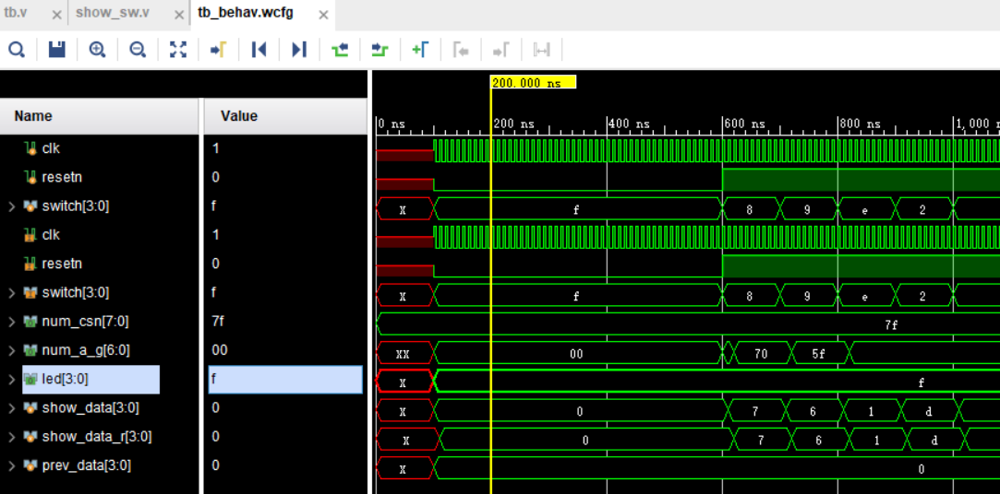 tb.v show_sw.v tb_behav.wcfg
200.000 ns
Name Value
0 ns 200 ns 400 ns 600 ns 800 ns 1,000 n
clk 1
resetn 0
switch[3:0] f X f 8 9 e 2
clk 1
resetn 0
switch[3:0] f X f 8 9 e 2
num_csn[7:0] 7f 7f
num_a_g[6:0] 00 XX 00 70 5f
led[3:0] f X f
show_data[3:0] 0 X 0 7 6 1 d
show_data_r[3:0] 0 X 0 7 6 1 d
prev_data[3:0] 0 X 0